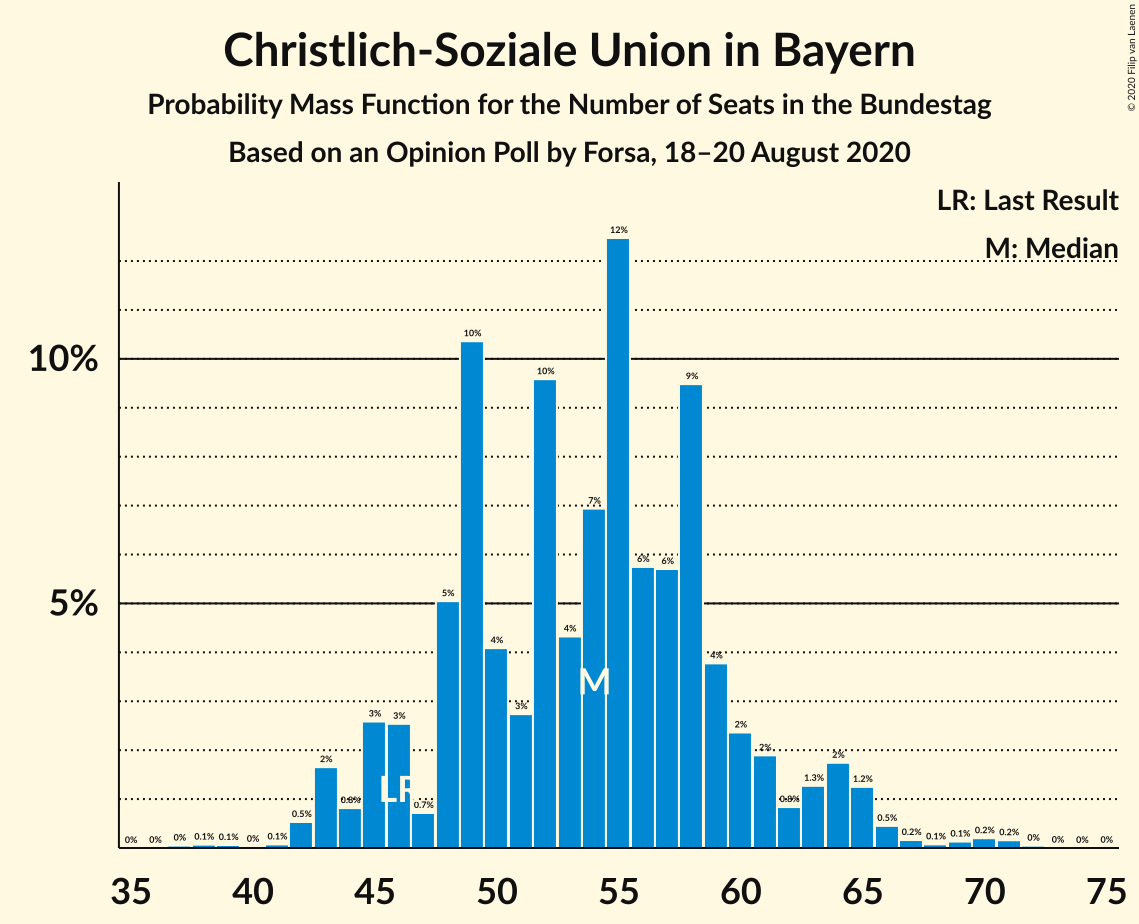 Christlich-Soziale Union in Bayern
Probability Mass Function for the Number of Seats in the Bundestag
Based on an Opinion Poll by Forsa, 18–20 August 2020
© 2020 Filip van Laenen
LR: Last Result
M: Median
10%
5%
0% 0% 0% 0.1% 0.1% 0% 0.1% 0.5% 2% 0.8% 3% 3% 0.7% 5% 10% 4% 3% 10% 4% 7% 12% 6% 6% 9% 4% 2% 2% 0.8% 1.3% 2% 1.2% 0.5% 0.2% 0.1% 0.1% 0.2% 0.2% 0% 0% 0% 0%
M
LR
35 40 45 50 55 60 65 70 75